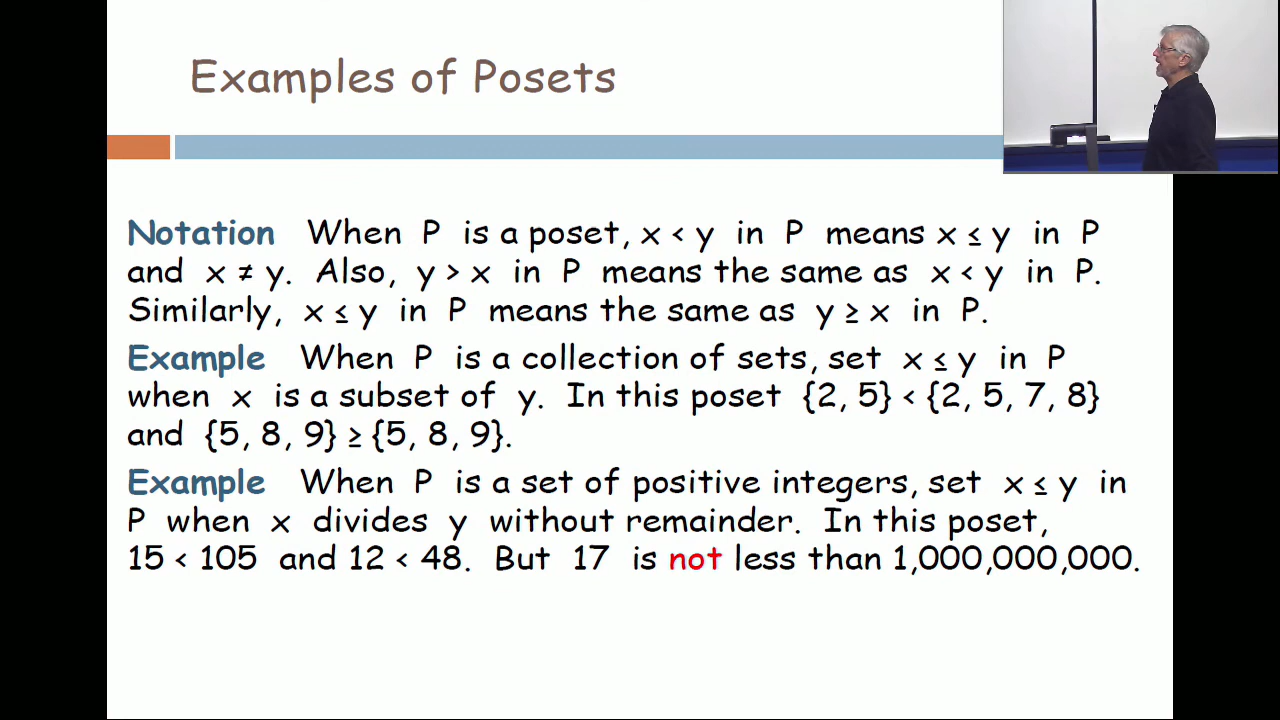 Examples of Posets
Notation When P is a poset, x < y in P means x ≤ y in P
and x ≠ y. Also, y > x in P means the same as x < y in P.
Similarly, x ≤ y in P means the same as y ≥ x in P.
Example When P is a collection of sets, set x ≤ y in P
when x is a subset of y. In this poset {2, 5} < {2, 5, 7, 8}
and {5, 8, 9} ≥ {5, 8, 9}.
Example When P is a set of positive integers, set x ≤ y in
P when x divides y without remainder. In this poset,
15 < 105 and 12 < 48. But 17 is not less than 1,000,000,000.